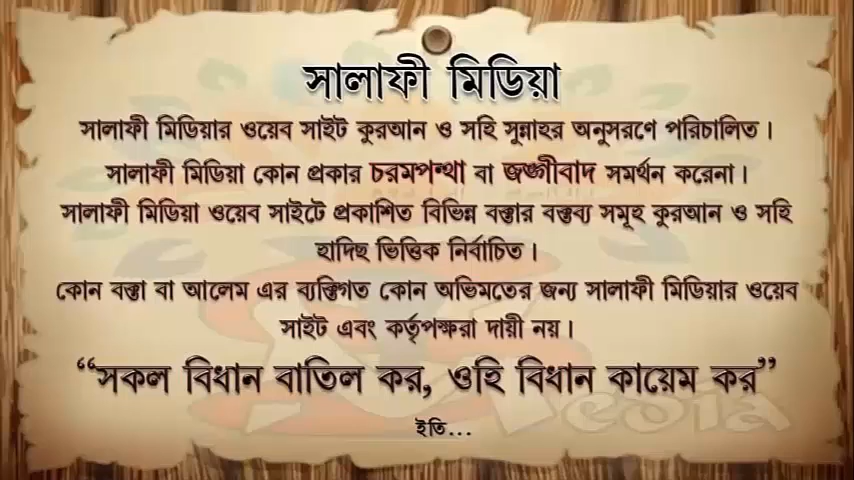 সালাফী মিডিয়া
সালাফী মিডিয়ার ওয়েব সাইট কুরআন ও সহি সুন্নাহর অনুসরণে পরিচালিত।
সালাফী মিডিয়া কোন প্রকার চরমপন্থা বা জঙ্গীবাদ সমর্থন করেনা।
সালাফী মিডিয়া ওয়েব সাইটে প্রকাশিত বিভিন্ন বক্তার বক্তব্য সমূহ কুরআন ও সহি
হাদিছ ভিত্তিক নির্বাচিত।
কোন বক্তা বা আলেম এর ব্যক্তিগত কোন অভিমতের জন্য সালাফী মিডিয়ার ওয়েব
সাইট এবং কর্তৃপক্ষরা দায়ী নয়।
“সকল বিধান বাতিল কর, ওহি বিধান কায়েম কর”
ইতি...